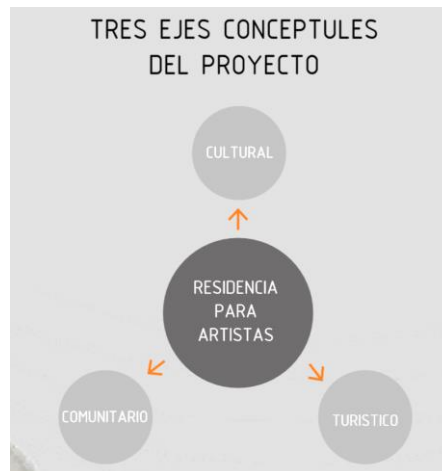 TRES EJES CONCEPTULES
DEL PROYECTO
CULTURAL
RESIDENCIA
PARA
ARTISTAS
COMUNITARIO
TURISTICO